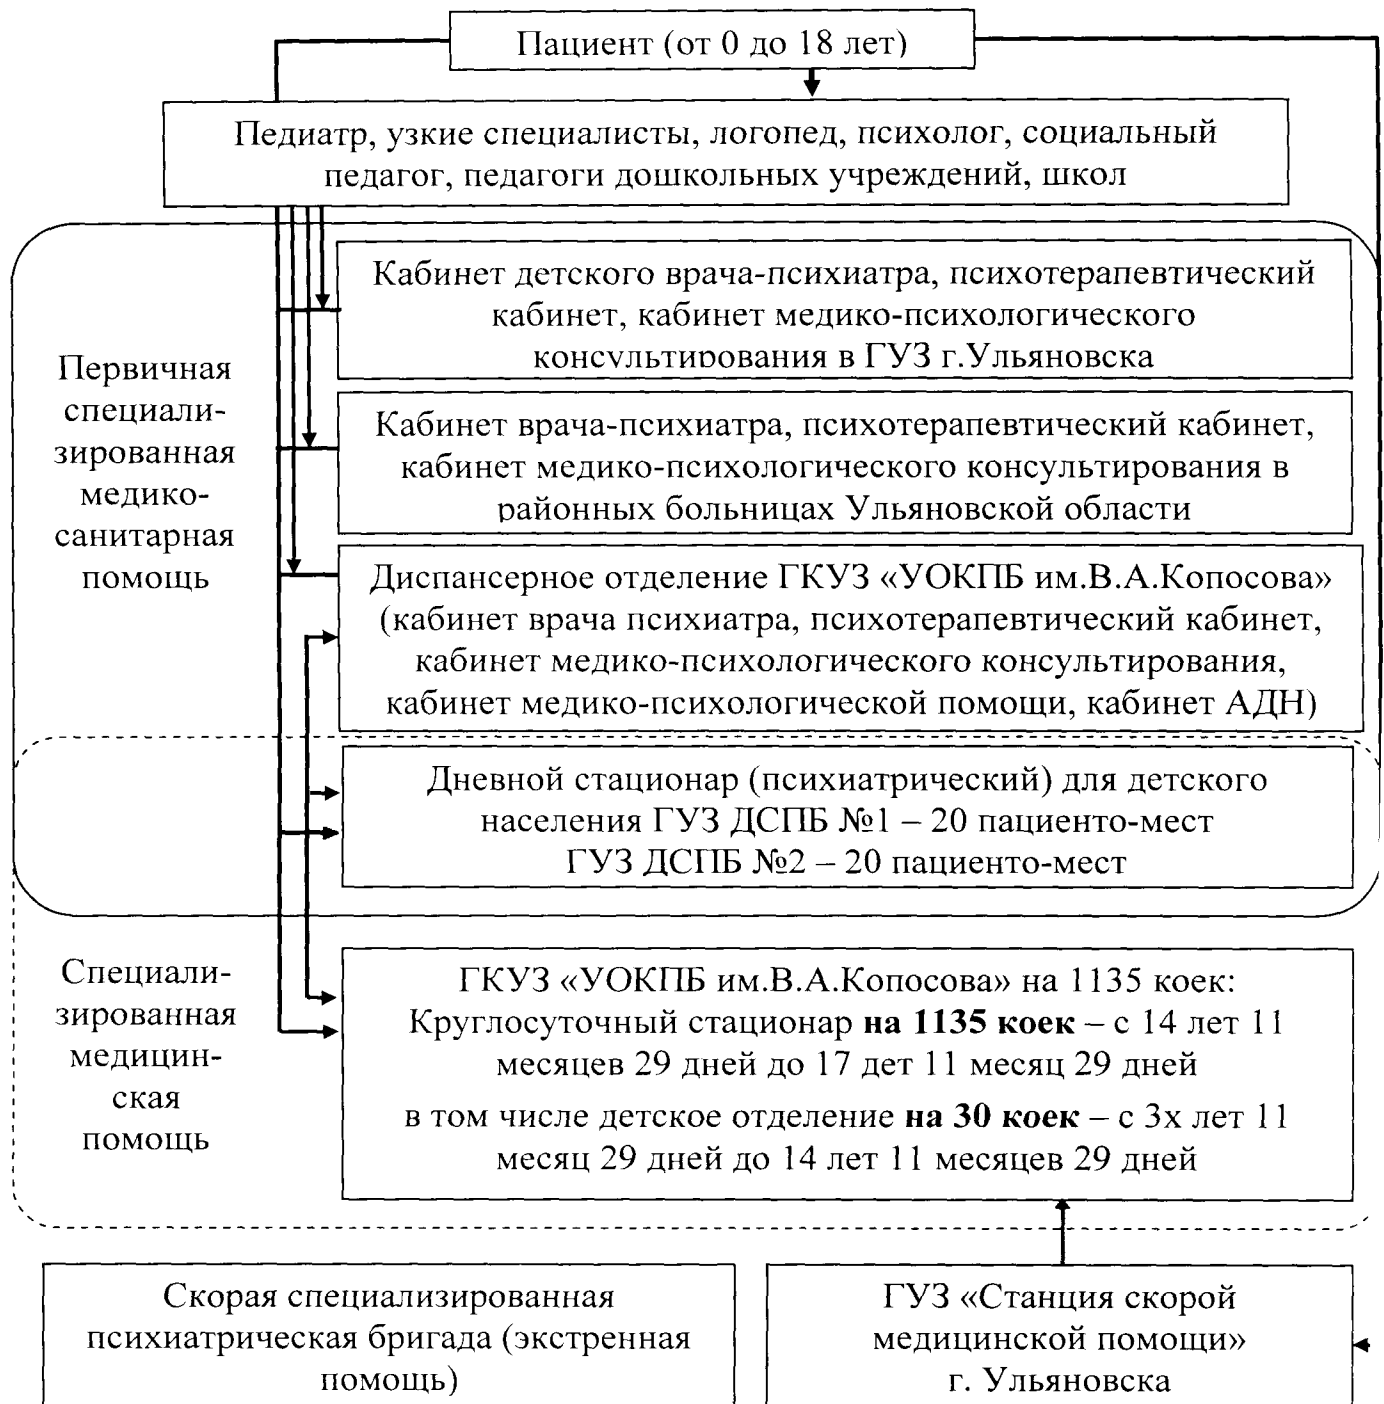 Пациент (от 0 до 18 лет)
Педиатр, узкие специалисты, логопед, психолог, социальный
педагог, педагоги дошкольных учреждений, школ
Первичная
специали-
зированная
медико-
санитарная
помощь
Кабинет детского врача-психиатра, психотерапевтический
кабинет, кабинет медико-психологического
консультирования в ГУЗ г.Ульяновска
Кабинет врача-психиатра, психотерапевтический кабинет,
кабинет медико-психологического консультирования в
районных больницах Ульяновской области
Диспансерное отделение ГКУЗ «УОКПБ им.В.А.Копосова»
(кабинет врача психиатра, психотерапевтический кабинет,
кабинет медико-психологического консультирования,
кабинет медико-психологической помощи, кабинет АДН)
Дневной стационар (психиатрический) для детского
населения ГУЗ ДСПБ №1 – 20 пациенто-мест
ГУЗ ДСПБ №2 – 20 пациенто-мест
Специали-
зированная
медицин-
ская
помощь
ГКУЗ «УОКПБ им.В.А.Копосова» на 1135 коек:
Круглосуточный стационар на 1135 коек – с 14 лет 11
месяцев 29 дней до 17 дет 11 месяц 29 дней
в том числе детское отделение на 30 коек – с 3х лет 11
месяц 29 дней до 14 лет 11 месяцев 29 дней
Скорая специализированная
психиатрическая бригада (экстренная
помощь)
ГУЗ «Станция скорой
медицинской помощи»
г. Ульяновска